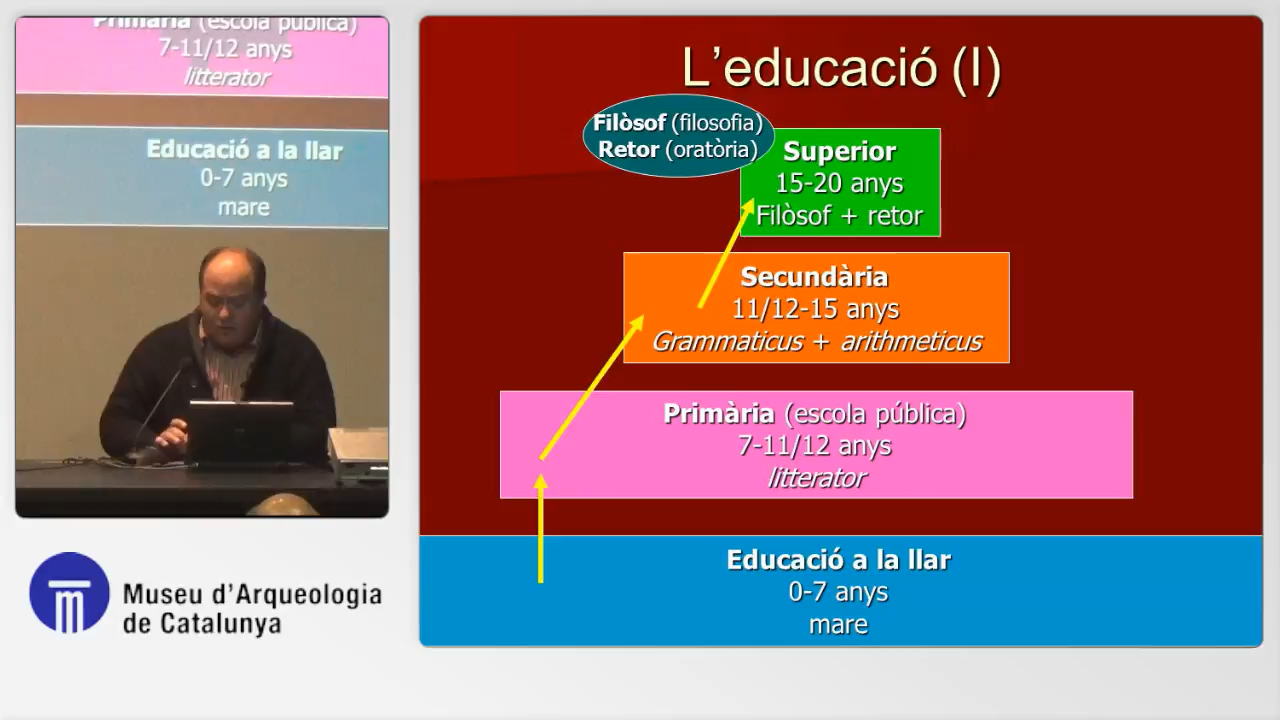 Primària (escola pública)
7-11/12 anys
litterator
Educació a la llar
0-7 anys
mare
Museu d'Arqueologia
de Catalunya
L'educació (I)
Filòsof (filosofia)
Retor (oratòria)
Superior
15-20 anys
Filòsof + retor
Secundària
11/12-15 anys
Grammaticus + arithmeticus
Primària (escola pública)
7-11/12 anys
litterator
Educació a la llar
0-7 anys
mare